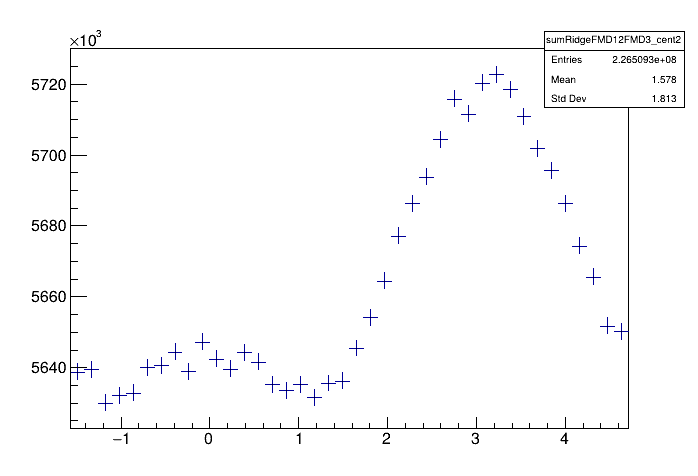 ×10³
sumRidgeFMD12FMD3_cent2
Entries 2.265093e+08
Mean 1.578
Std Dev 1.813
5720
5700
5680
5660
5640
−1 0 1 2 3 4